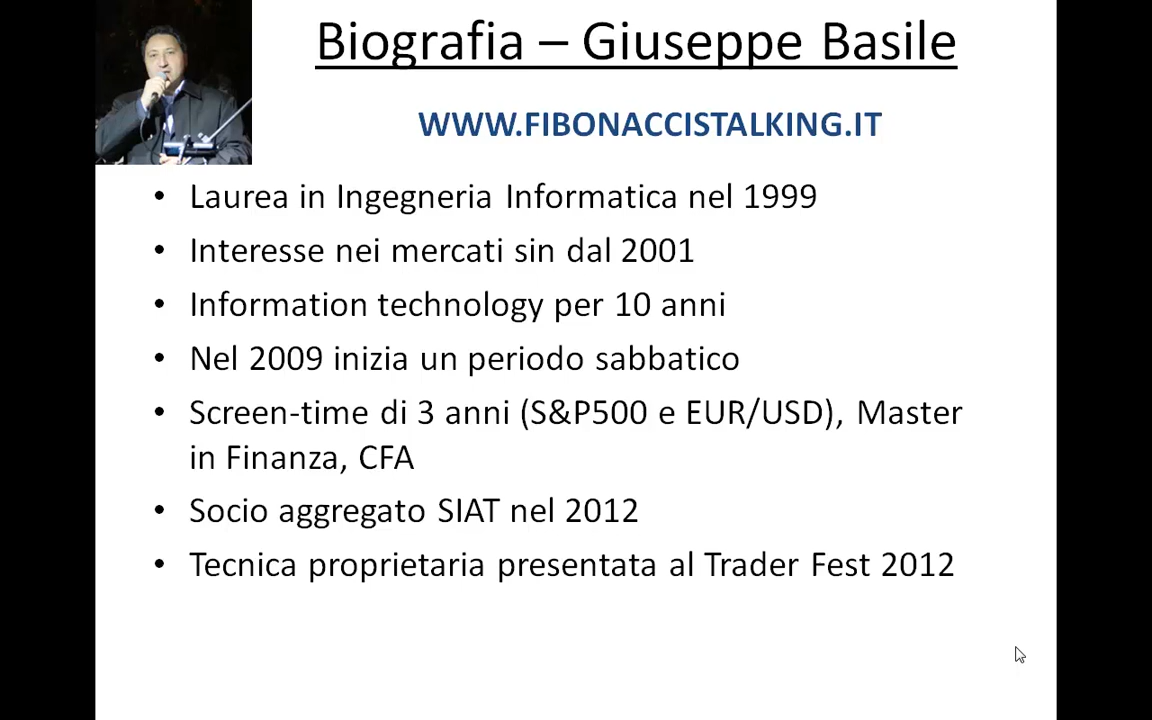 Biografia – Giuseppe Basile
WWW.FIBONACCISTALKING.IT
• Laurea in Ingegneria Informatica nel 1999
• Interesse nei mercati sin dal 2001
• Information technology per 10 anni
• Nel 2009 inizia un periodo sabbatico
• Screen-time di 3 anni (S&P500 e EUR/USD), Master
in Finanza, CFA
• Socio aggregato SIAT nel 2012
• Tecnica proprietaria presentata al Trader Fest 2012